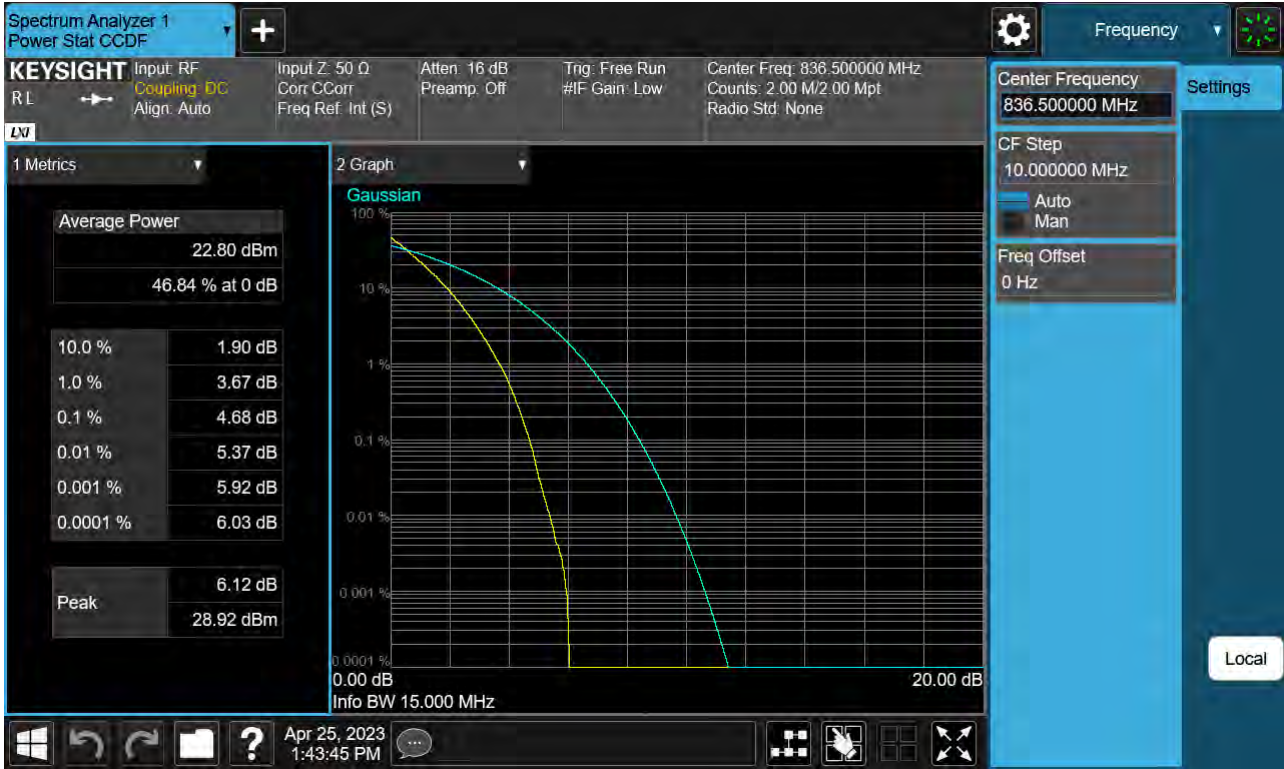 Spectrum Analyzer 1
Power Stat CCDF
+
Frequency
KEYSIGHT
R L
LXI
Input: RF
Coupling: DC
Align: Auto
Input Z: 50 Ω
Corr CCorr
Freq Ref: Int (S)
Atten: 16 dB
Preamp: Off
Trig: Free Run
#IF Gain: Low
Center Freq: 836.500000 MHz
Counts: 2.00 M/2.00 Mpt
Radio Std: None
Center Frequency
836.500000 MHz
Settings
CF Step
10.000000 MHz
Auto
Man
Freq Offset
0 Hz
1 Metrics
Average Power
22.80 dBm
46.84 % at 0 dB
10.0 % 1.90 dB
1.0 % 3.67 dB
0.1 % 4.68 dB
0.01 % 5.37 dB
0.001 % 5.92 dB
0.0001 % 6.03 dB
Peak
6.12 dB
28.92 dBm
2 Graph
Gaussian
100 %
10 %
1 %
0.1 %
0.01 %
0.001 %
0.0001 %
0.00 dB 20.00 dB
Info BW 15.000 MHz
Local
?
Apr 25, 2023
1:43:45 PM